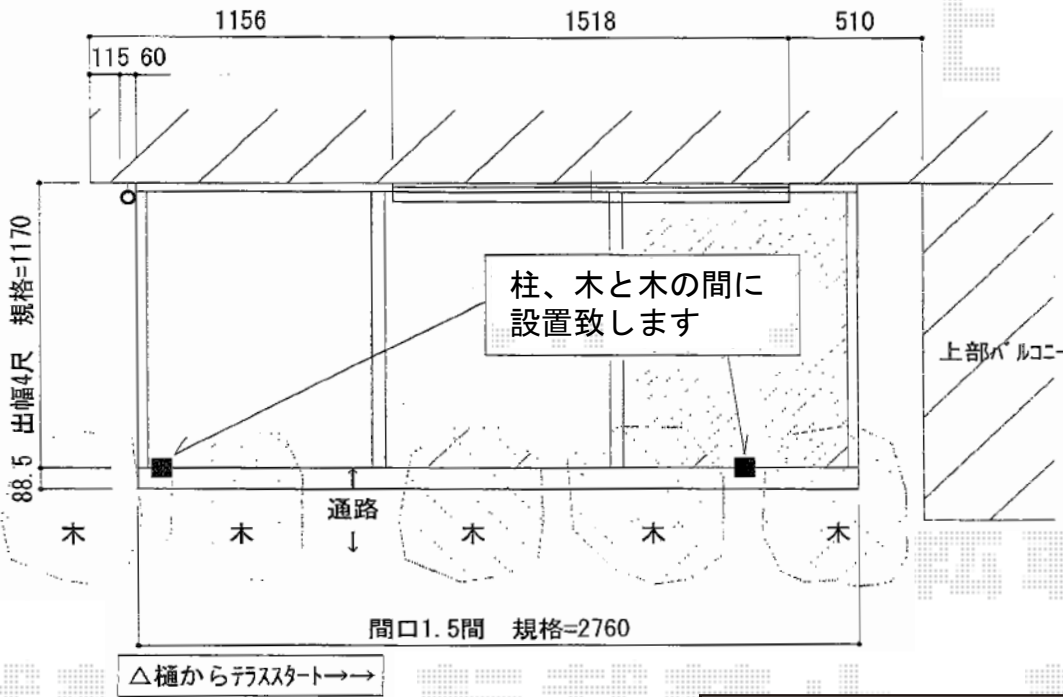 1156
1518
510
115 60
柱、木と木の間に
設置致します
上部バルコニー
88.5 出幅4尺 規格=1170
通路
木
木
木
木
木
間口1.5間 規格=2760
△樋からテラススタート→→